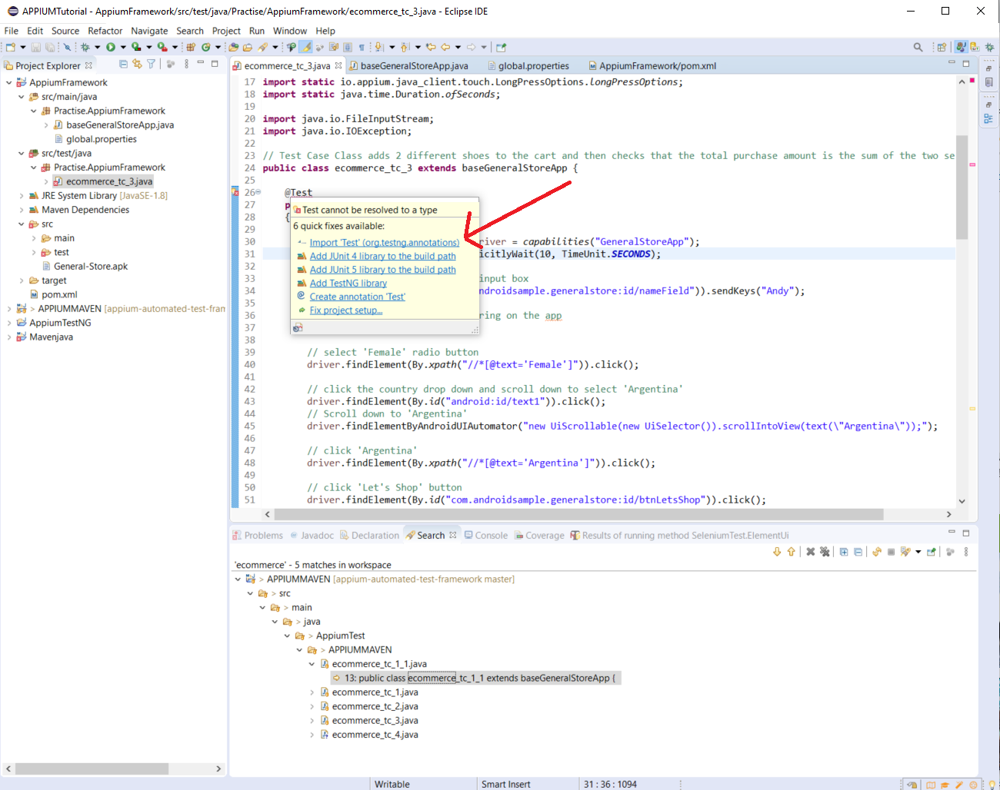 APPIUMTutorial - AppiumFramework/src/test/java/Practise/AppiumFramework/ecommerce_tc_3.java - Eclipse IDE
File Edit Source Refactor Navigate Search Project Run Window Help
Project Explorer
AppiumFramework
src/main/java
Practise.AppiumFramework
baseGeneralStoreApp.java
global.properties
src/test/java
Practise.AppiumFramework
ecommerce_tc_3.java
JRE System Library [JavaSE-1.8]
Maven Dependencies
src
main
test
General-Store.apk
target
pom.xml
> APPIUMMAVEN [appium-automated-test-fram
AppiumTestNG
Mavenjava
ecommerce_tc_3.java baseGeneralStoreApp.java global.properties AppiumFramework/pom.xml
17 import static io.appium.java_client.touch.LongPressOptions.longPressOptions;
18 import static java.time.Duration.ofSeconds;
19
20 import java.io.FileInputStream;
21 import java.io.IOException;
22
23 // Test Case Class adds 2 different shoes to the cart and then checks that the total purchase amount is the sum of the two se
24 public class ecommerce_tc_3 extends baseGeneralStoreApp {
25
26 @Test
27 p
28 {
29
30 river = capabilities("GeneralStoreApp");
31 icitlyWait(10, TimeUnit.SECONDS);
32
33 input box
34 ndroidsample.generalstore:id/nameField")).sendKeys("Andy");
35
36 ring on the app
37
38
39 // select 'Female' radio button
40 driver.findElement(By.xpath("//*[@text='Female']")).click();
41
42 // click the country drop down and scroll down to select 'Argentina'
43 driver.findElement(By.id("android:id/text1")).click();
44 // Scroll down to 'Argentina'
45 driver.findElementByAndroidUIAutomator("new UiScrollable(new UiSelector()).scrollIntoView(text(\"Argentina\"));");
46
47 // click 'Argentina'
48 driver.findElement(By.xpath("//*[@text='Argentina']")).click();
49
50 // click 'Let's Shop' button
51 driver.findElement(By.id("com.androidsample.generalstore:id/btnLetsShop")).click();
Test cannot be resolved to a type
6 quick fixes available:
Import 'Test' (org.testng.annotations)
Add JUnit 4 library to the build path
Add JUnit 5 library to the build path
Add TestNG library
Create annotation 'Test'
Fix project setup...
Problems Javadoc Declaration Search Console Coverage Results of running method SeleniumTest.ElementUi
'ecommerce' - 5 matches in workspace
> APPIUMMAVEN [appium-automated-test-framework master]
> src
> main
> java
> AppiumTest
> APPIUMMAVEN
ecommerce_tc_1_1.java
13: public class ecommerce_tc_1_1 extends baseGeneralStoreApp {
ecommerce_tc_1.java
ecommerce_tc_2.java
ecommerce_tc_3.java
ecommerce_tc_4.java
Writable Smart Insert 31 : 36 : 1094